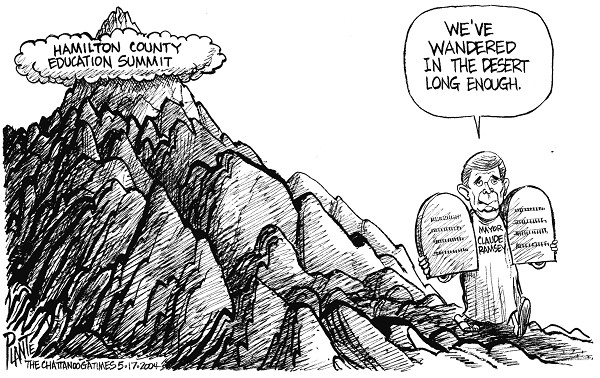 HAMILTON COUNTY
EDUCATION SUMMIT
WE'VE
WANDERED
IN THE DESERT
LONG ENOUGH.
MAYOR
CLAUDE
RAMSEY
PLANTE
THE CHATTANOOGA TIMES 5-17-2004